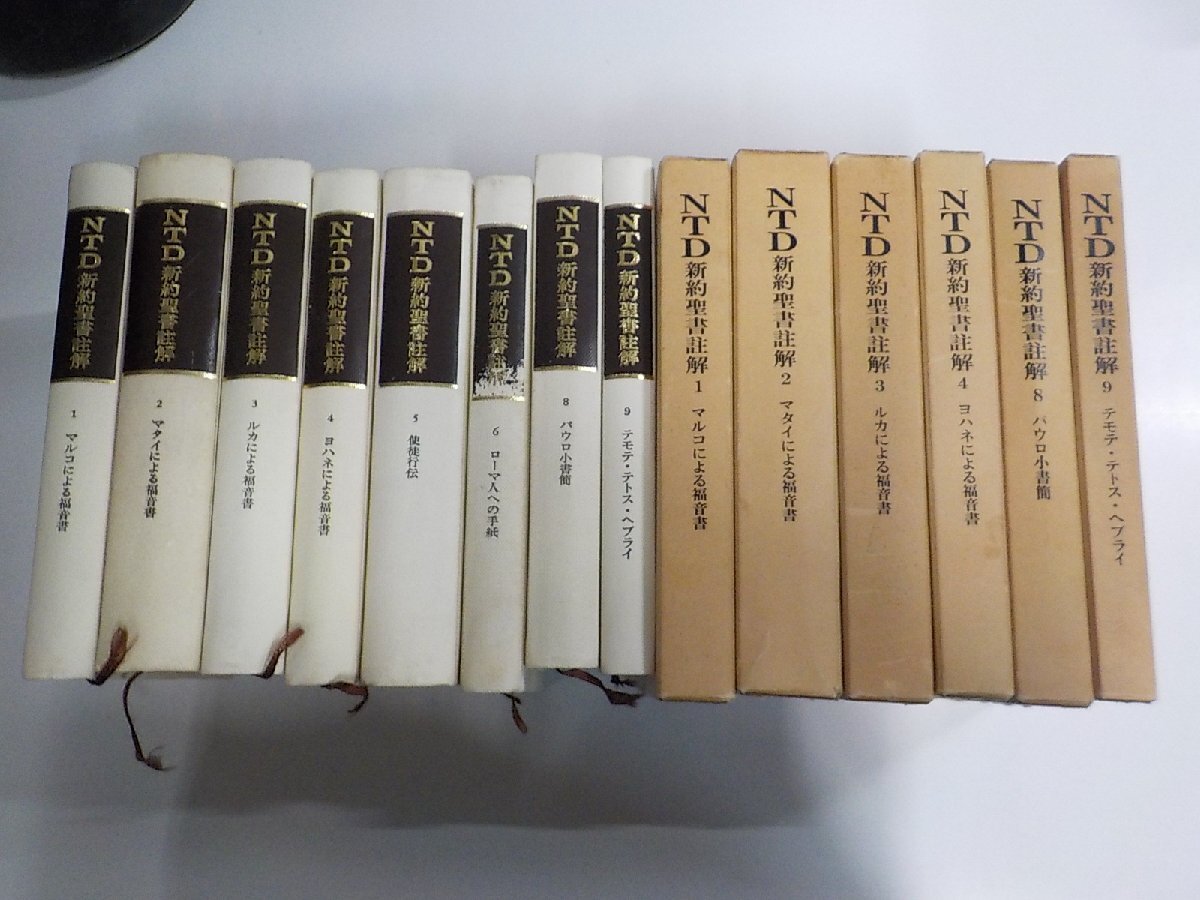 NTD 新約聖書註解 1 マルコによる福音書
NTD 新約聖書註解 2 マタイによる福音書
NTD 新約聖書註解 3 ルカによる福音書
NTD 新約聖書註解 4 ヨハネによる福音書
NTD 新約聖書註解 5 使徒行伝
NTD 新約聖書註解 6 ローマ人への手紙
NTD 新約聖書註解 8 パウロ小書簡
NTD 新約聖書註解 9 テモテ・テトス・ヘブライ
NTD 新約聖書註解 1 マルコによる福音書
NTD 新約聖書註解 2 マタイによる福音書
NTD 新約聖書註解 3 ルカによる福音書
NTD 新約聖書註解 4 ヨハネによる福音書
NTD 新約聖書註解 8 パウロ小書簡
NTD 新約聖書註解 9 テモテ・テトス・ヘブライ